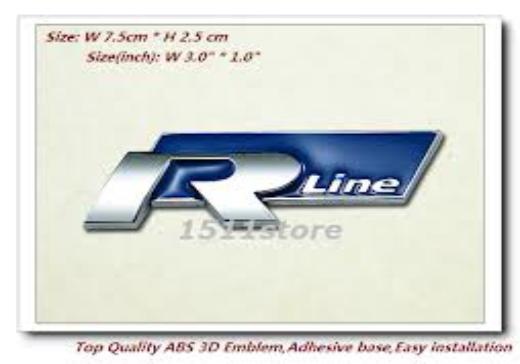 Size: W 7.5cm * H 2.5 cm
Size(inch): W 3.0" * 1.0"
R Line
1511store
Top Quality ABS 3D Emblem,Adhesive base,Easy installation